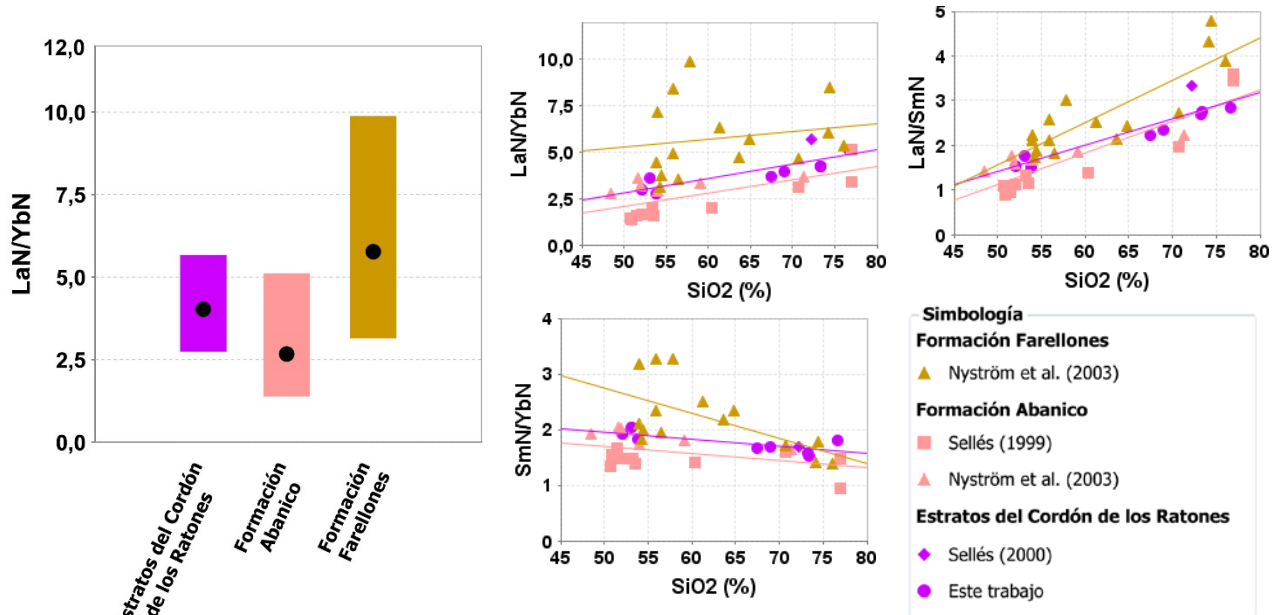 12,0
10,0
7,5
5,0
2,5
0,0
LaN/YbN
Estratos del Cordón
de los Ratones
Formación
Abanico
Formación
Farellones
10,0
7,5
5,0
2,5
0,0
LaN/YbN
45 50 55 60 65 70 75 80
SiO2 (%)
5
4
3
2
1
0
LaN/SmN
45 50 55 60 65 70 75 80
SiO2 (%)
4
3
2
1
0
SmN/YbN
45 50 55 60 65 70 75 80
SiO2 (%)
Simbología
Formación Farellones
Nyström et al. (2003)
Formación Abanico
Sellés (1999)
Nyström et al. (2003)
Estratos del Cordón de los Ratones
Sellés (2000)
Este trabajo